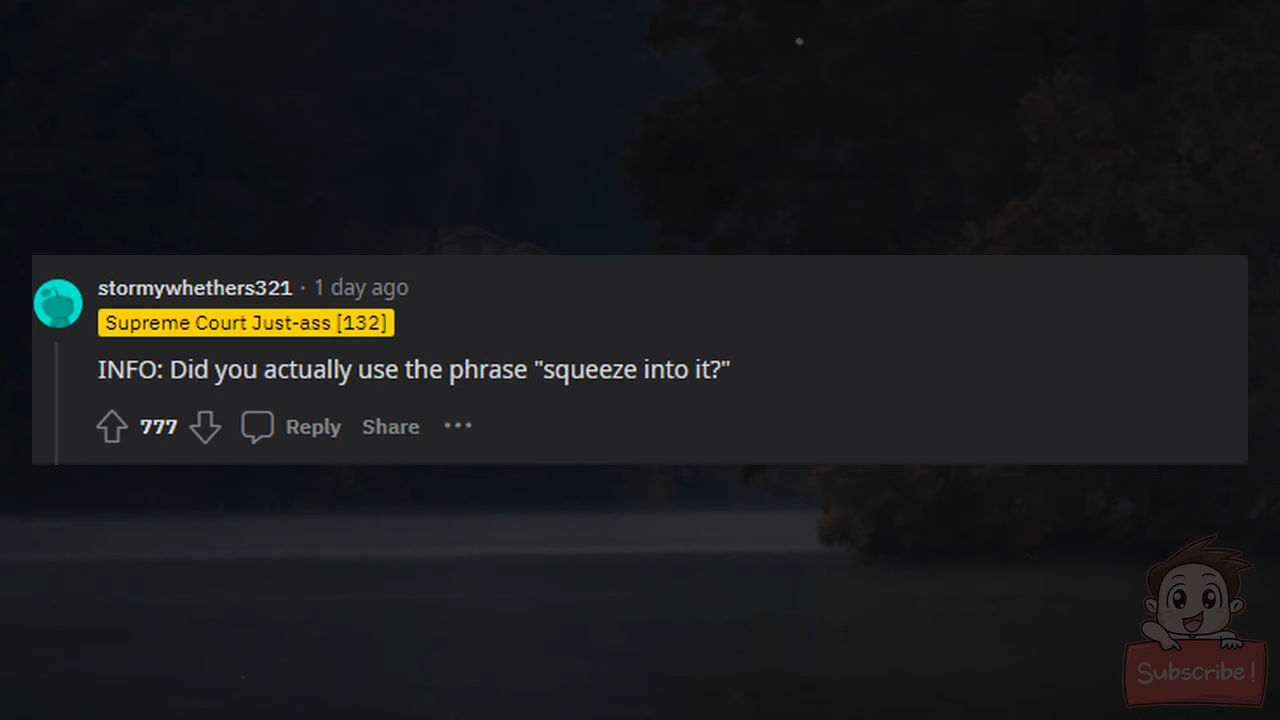 stormywhethers321 · 1 day ago
Supreme Court Just-ass [132]
INFO: Did you actually use the phrase "squeeze into it?"
777 Reply Share ···
Subscribe!